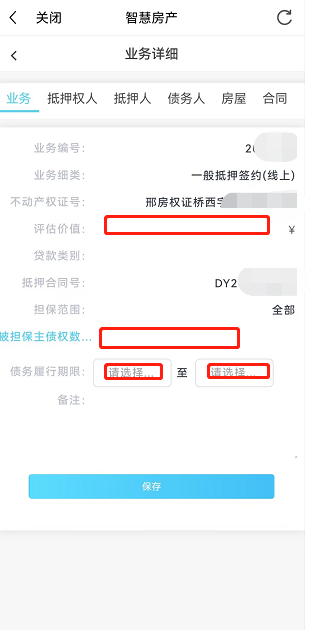 关闭 智慧房产
业务详细
业务 抵押权人 抵押人 债务人 房屋 合同
业务编号: 2
业务细类: 一般抵押签约(线上)
不动产权证号: 邢房权证桥西字
评估价值: ¥
贷款类别:
抵押合同号: DY2
担保范围: 全部
被担保主债权数...
债务履行期限: 请选择... 至 请选择...
备注:
保存